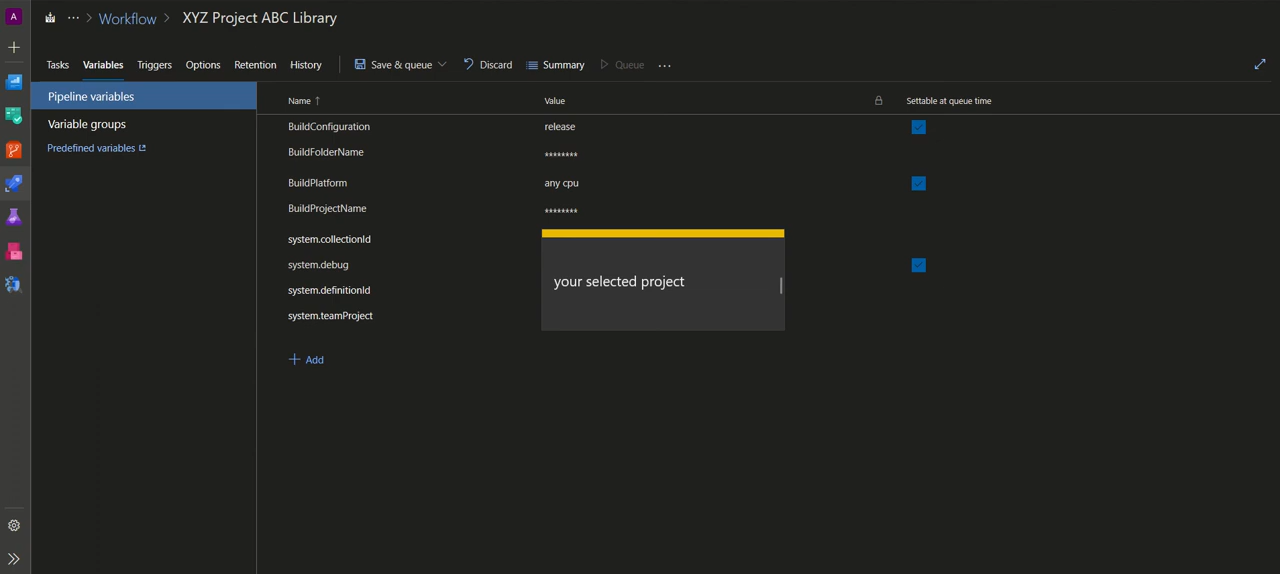 A
... > Workflow > XYZ Project ABC Library
Tasks Variables Triggers Options Retention History Save & queue Discard Summary Queue ...
Pipeline variables
Variable groups
Predefined variables
Name ↑ Value Settable at queue time
BuildConfiguration release
BuildFolderName ********
BuildPlatform any cpu
BuildProjectName ********
system.collectionId
system.debug
system.definitionId
system.teamProject
your selected project
+ Add